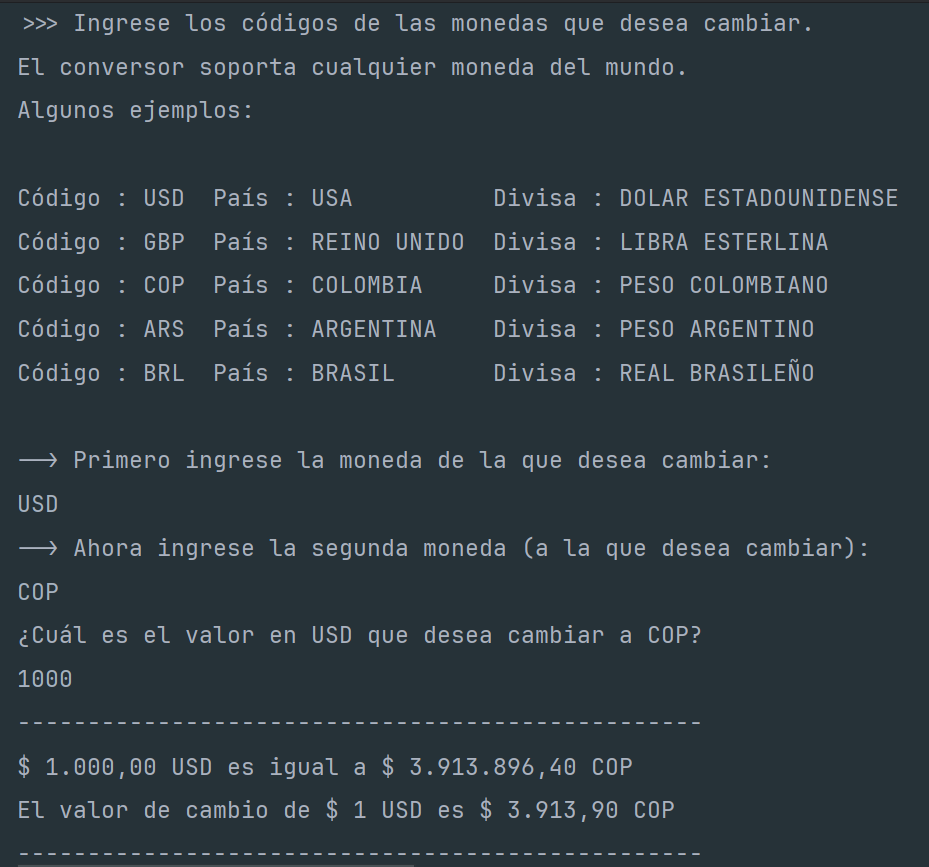 >>> Ingrese los códigos de las monedas que desea cambiar.
El conversor soporta cualquier moneda del mundo.
Algunos ejemplos:
Código : USD  País : USA          Divisa : DOLAR ESTADOUNIDENSE
Código : GBP  País : REINO UNIDO  Divisa : LIBRA ESTERLINA
Código : COP  País : COLOMBIA     Divisa : PESO COLOMBIANO
Código : ARS  País : ARGENTINA    Divisa : PESO ARGENTINO
Código : BRL  País : BRASIL       Divisa : REAL BRASILEÑO
--> Primero ingrese la moneda de la que desea cambiar:
USD
--> Ahora ingrese la segunda moneda (a la que desea cambiar):
COP
¿Cuál es el valor en USD que desea cambiar a COP?
1000
-------------------------------------------------
$ 1.000,00 USD es igual a $ 3.913.896,40 COP
El valor de cambio de $ 1 USD es $ 3.913,90 COP
-------------------------------------------------